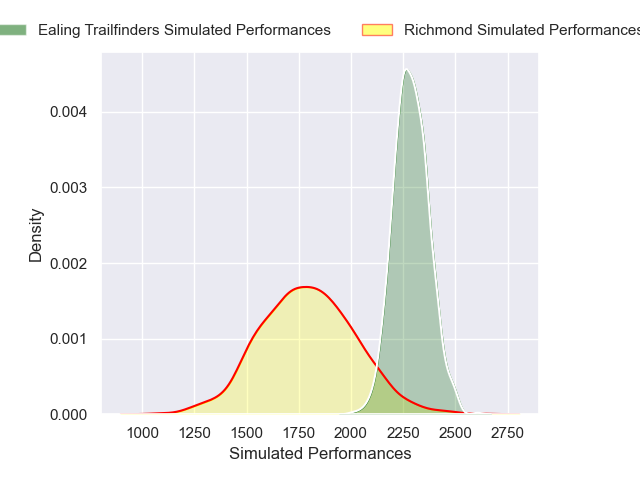 Ealing Trailfinders Simulated Performances Richmond Simulated Performances
0.004
0.003
0.002
0.001
0.000
Density
1000 1250 1500 1750 2000 2250 2500 2750
Simulated Performances